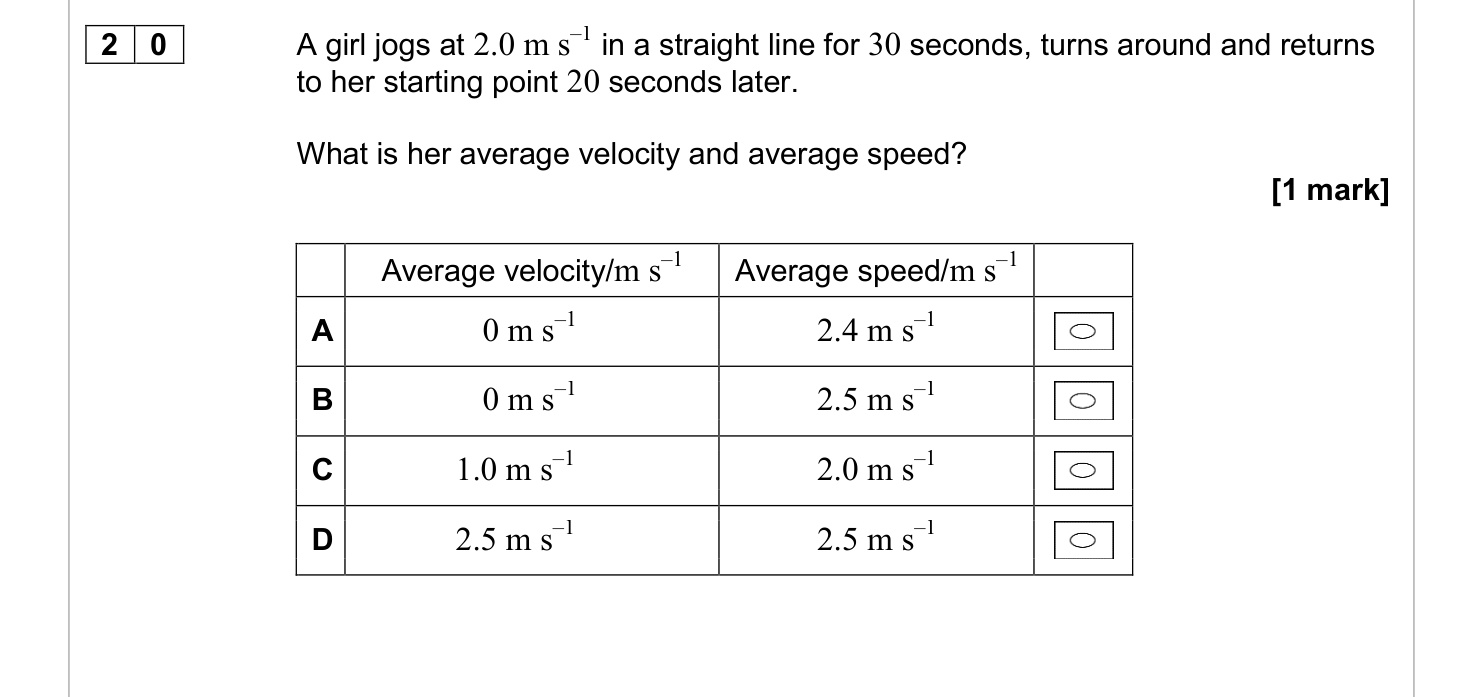 2 0 A girl jogs at 2.0 m s⁻¹ in a straight line for 30 seconds, turns around and returns
to her starting point 20 seconds later.
What is her average velocity and average speed?
[1 mark]
Average velocity/m s⁻¹ Average speed/m s⁻¹
A 0 m s⁻¹ 2.4 m s⁻¹
B 0 m s⁻¹ 2.5 m s⁻¹
C 1.0 m s⁻¹ 2.0 m s⁻¹
D 2.5 m s⁻¹ 2.5 m s⁻¹